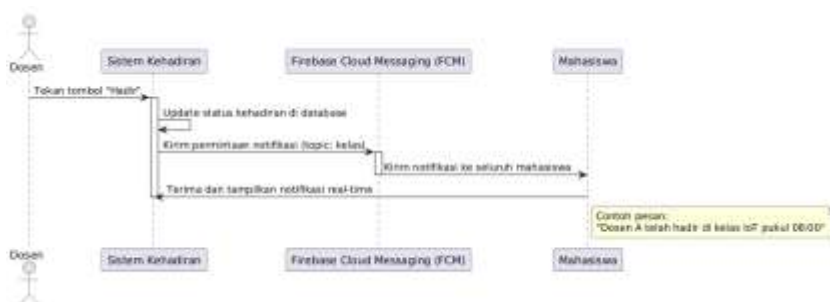 Dosen
Sistem Kehadiran
Firebase Cloud Messaging (FCM)
Mahasiswa
Tekan tombol "Hadir"
Update status kehadiran di database
Kirim permintaan notifikasi (topic: kelas)
Kirim notifikasi ke seluruh mahasiswa
Terima dan tampilkan notifikasi real-time
Contoh pesan:
"Dosen A telah hadir di kelas IoT pukul 08:00"
Dosen
Sistem Kehadiran
Firebase Cloud Messaging (FCM)
Mahasiswa